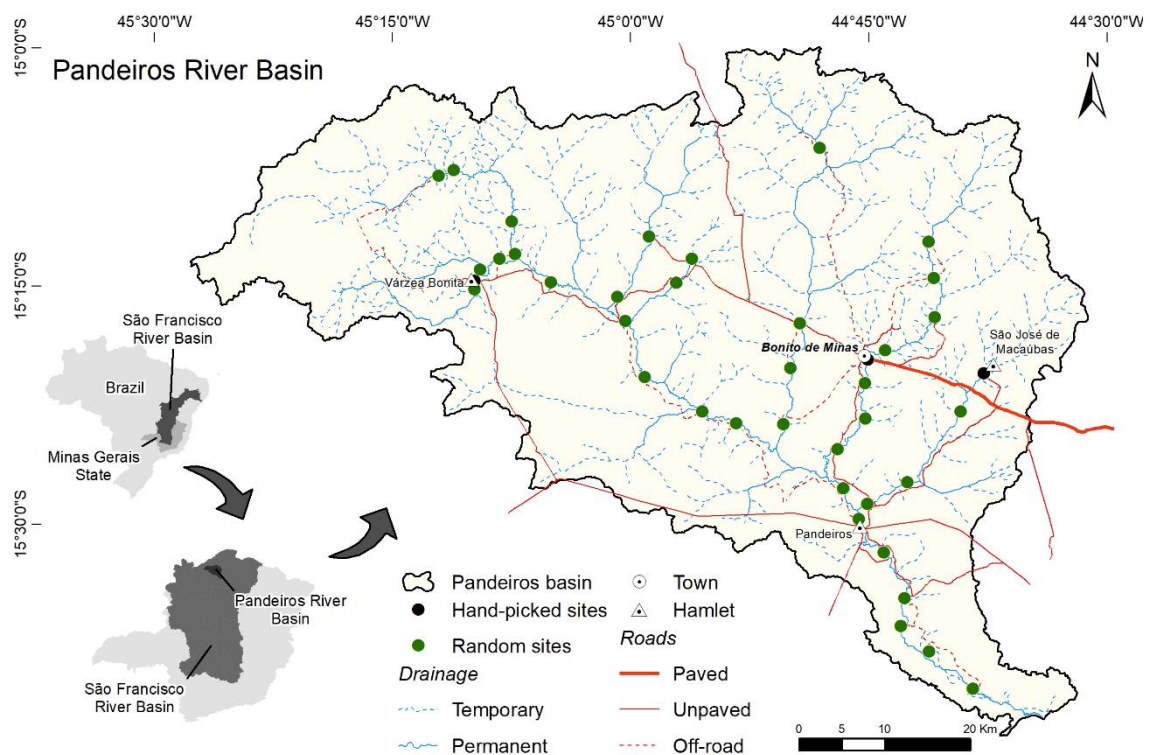 45°30'0"W 45°15'0"W 45°0'0"W 44°45'0"W 44°30'0"W
15°0'0"S
Pandeiros River Basin
N
15°15'0"S
Várzea Bonita
São José de
Macaúbas
Bonito de Minas
São Francisco
River Basin
Brazil
Minas Gerais
State
15°30'0"S
Pandeiros
Pandeiros River
Basin
São Francisco
River Basin
Pandeiros basin
Hand-picked sites
Random sites
Drainage
Temporary
Permanent
Town
Hamlet
Roads
Paved
Unpaved
Off-road
0 5 10 20 Km